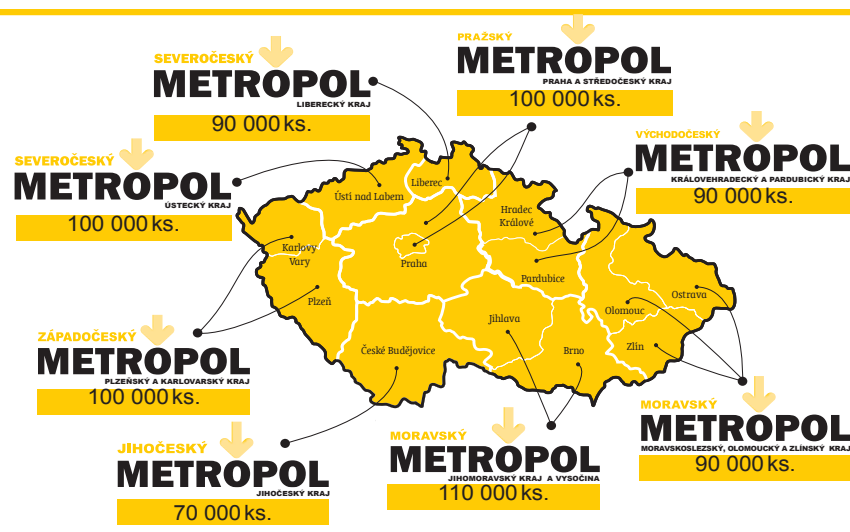 SEVEROČESKÝ
METROPOL
LIBERECKÝ KRAJ
90 000 ks.
PRAŽSKÝ
METROPOL
PRAHA A STŘEDOČESKÝ KRAJ
100 000 ks.
SEVEROČESKÝ
METROPOL
ÚSTECKÝ KRAJ
100 000 ks.
VÝCHODOČESKÝ
METROPOL
KRÁLOVEHRADECKÝ A PARDUBICKÝ KRAJ
90 000 ks.
Liberec
Ústí nad Labem
Hradec
Králové
Karlovy
Vary
Praha
Pardubice
Plzeň
Ostrava
Olomouc
Jihlava
České Budějovice
Brno
Zlín
ZÁPADOČESKÝ
METROPOL
PLZEŇSKÝ A KARLOVARSKÝ KRAJ
100 000 ks.
JIHOČESKÝ
METROPOL
JIHOČESKÝ KRAJ
70 000 ks.
MORAVSKÝ
METROPOL
JIHOMORAVSKÝ KRAJ A VYSOČINA
110 000 ks.
MORAVSKÝ
METROPOL
MORAVSKOSLEZSKÝ, OLOMOUCKÝ A ZLÍNSKÝ KRAJ
90 000 ks.